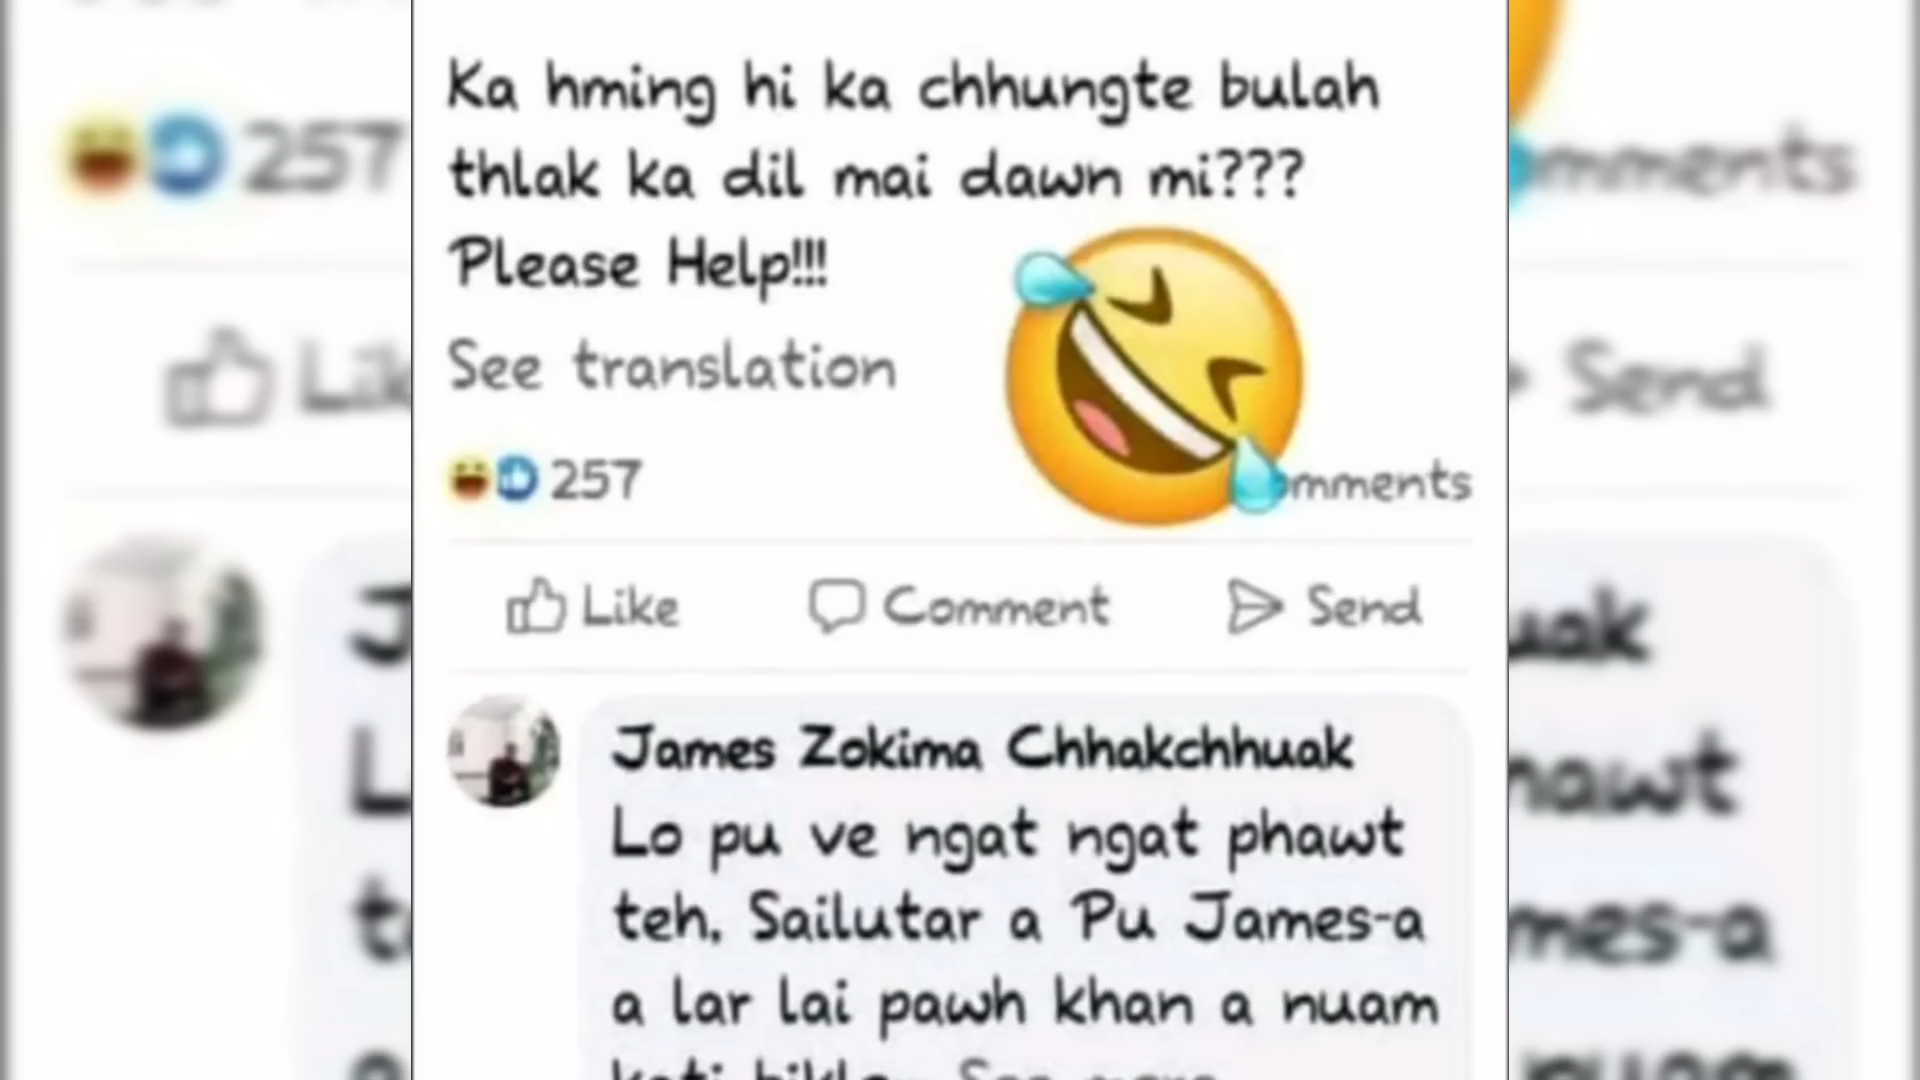 Ka hming hi ka chhungte bulah
thlak ka dil mai dawn mi???
Please Help!!!
See translation
257
omments
Like
Comment
Send
James Zokima Chhakchhuak
Lo pu ve ngat ngat phawt
teh. Sailutar a Pu James-a
a lar lai pawh khan a nuam